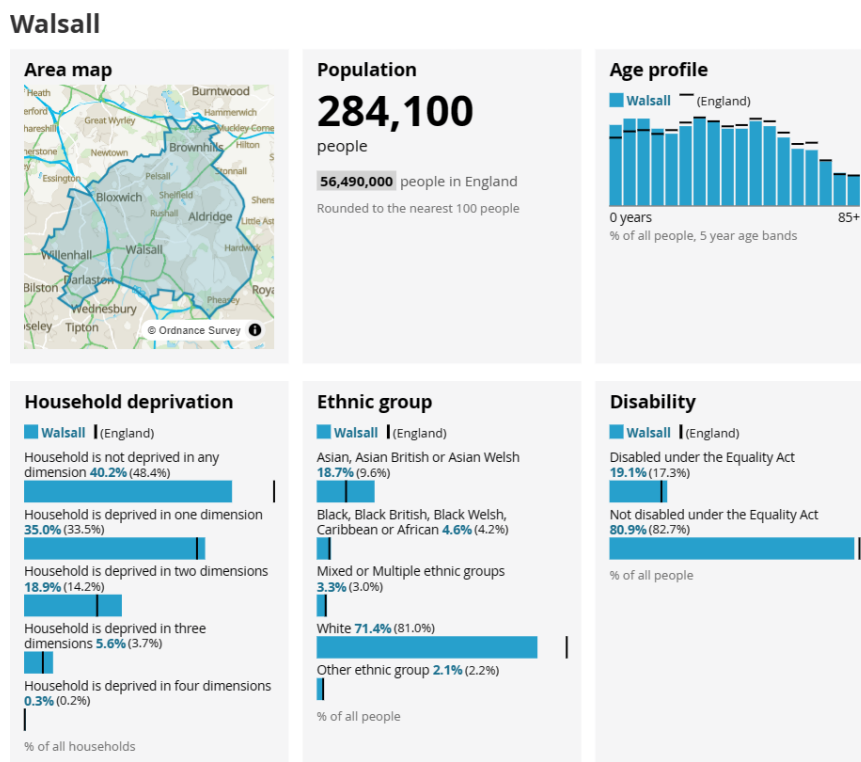 Walsall
Area map
Heath
Burntwood
Great Wyrley
Hammerwich
Muckley Corner
Brownhills
Hilton
Newtown
Essington
Pelsall
Stonnall
Bloxwich
Shelfield
Rushall
Aldridge
Little Ast
Shens
Hardwick
Willenhall
Walsall
Darlaston
Bilston
Pheasey
Roya
Wednesbury
seley
Tipton
© Ordnance Survey
Population
284,100
people
56,490,000 people in England
Rounded to the nearest 100 people
Age profile
Walsall (England)
0 years 85+
% of all people, 5 year age bands
Household deprivation
Walsall (England)
Household is not deprived in any
dimension 40.2% (48.4%)
Household is deprived in one dimension
35.0% (33.5%)
Household is deprived in two dimensions
18.9% (14.2%)
Household is deprived in three
dimensions 5.6% (3.7%)
Household is deprived in four dimensions
0.3% (0.2%)
% of all households
Ethnic group
Walsall (England)
Asian, Asian British or Asian Welsh
18.7% (9.6%)
Black, Black British, Black Welsh,
Caribbean or African 4.6% (4.2%)
Mixed or Multiple ethnic groups
3.3% (3.0%)
White 71.4% (81.0%)
Other ethnic group 2.1% (2.2%)
% of all people
Disability
Walsall (England)
Disabled under the Equality Act
19.1% (17.3%)
Not disabled under the Equality Act
80.9% (82.7%)
% of all people